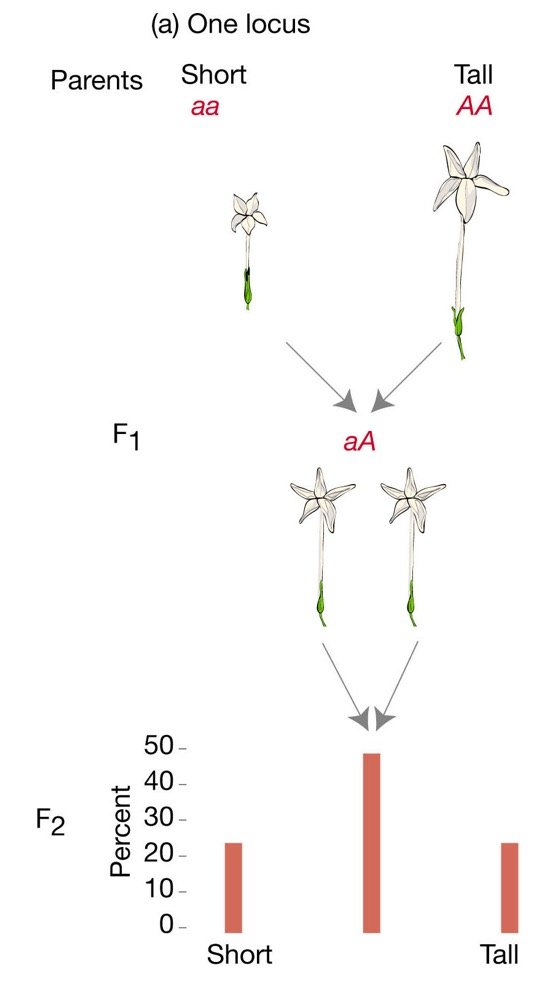 (a) One locus
Parents Short Tall
aa AA
F1 aA
50
40
30
20
10
0
Percent
F2
Short Tall